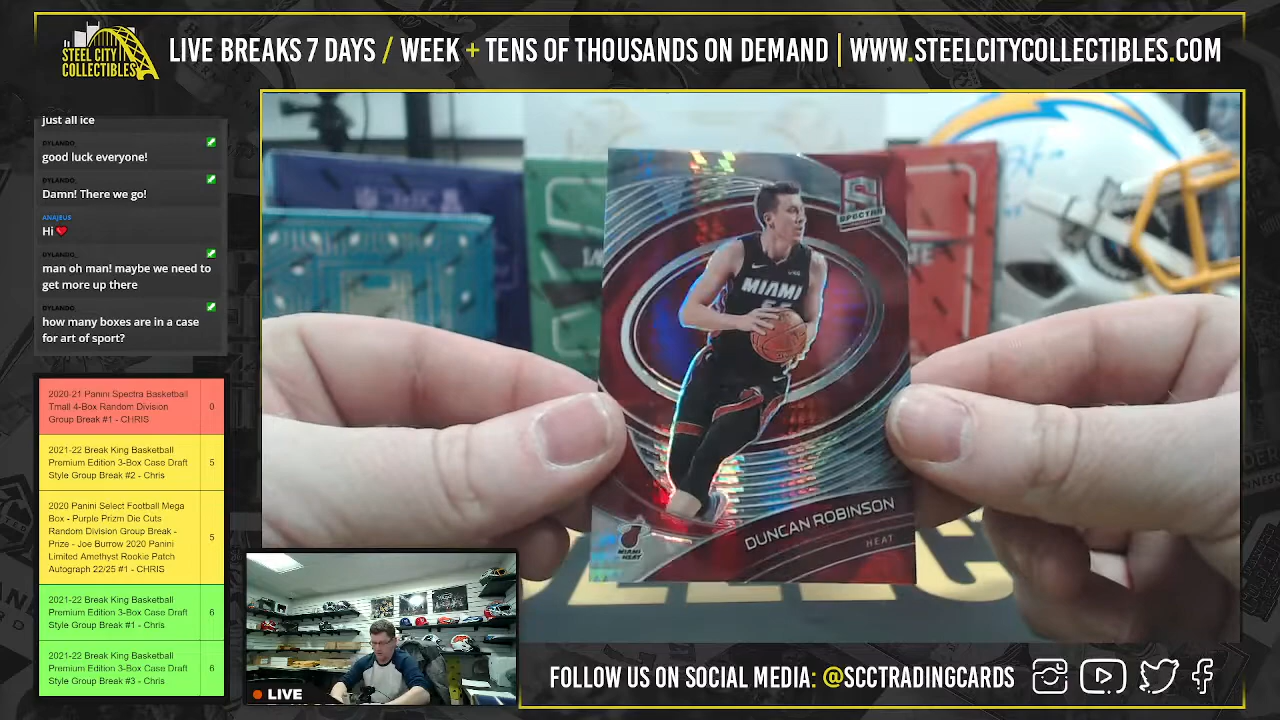 STEEL CITY
COLLECTIBLES
LIVE BREAKS 7 DAYS / WEEK + TENS OF THOUSANDS ON DEMAND | WWW.STEELCITYCOLLECTIBLES.COM
just all ice
DYLANDO_
good luck everyone!
DYLANDO_
Damn! There we go!
ANAJEUS
Hi
DYLANDO_
man oh man! maybe we need to
get more up there
DYLANDO_
how many boxes are in a case
for art of sport?
2020-21 Panini Spectra Basketball
Tmall 4-Box Random Division
Group Break #1 - CHRIS
0
2021-22 Break King Basketball
Premium Edition 3-Box Case Draft
Style Group Break #2 - Chris
5
2020 Panini Select Football Mega
Box - Purple Prizm Die Cuts
Random Division Group Break -
Prize - Joe Burrow 2020 Panini
Limited Amethyst Rookie Patch
Autograph 22/25 #1 - CHRIS
5
2021-22 Break King Basketball
Premium Edition 3-Box Case Draft
Style Group Break #1 - Chris
6
2021-22 Break King Basketball
Premium Edition 3-Box Case Draft
Style Group Break #3 - Chris
6
SPECTRA
MIAMI
DUNCAN ROBINSON
HEAT
MIAMI
HEAT
LIVE
FOLLOW US ON SOCIAL MEDIA: @SCCTRADINGCARDS